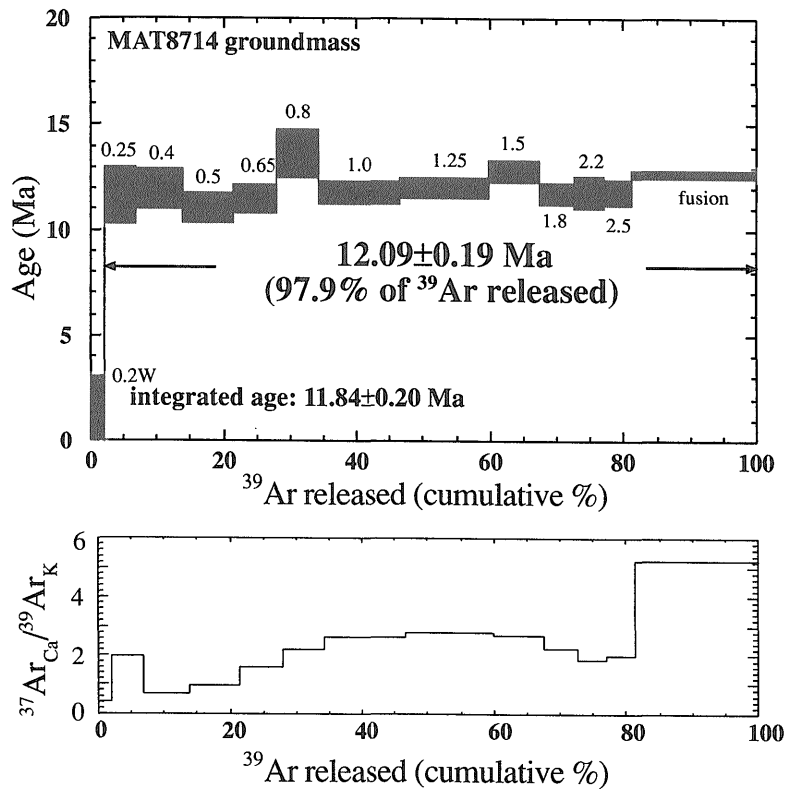 20
MAT8714 groundmass
0.8
15
0.25 0.4 0.5 0.65 1.0 1.25 1.5 2.2
1.8 2.5 fusion
10
Age (Ma)
12.09±0.19 Ma
(97.9% of ³⁹Ar released)
5
0.2W
integrated age: 11.84±0.20 Ma
0
0 20 40 60 80 100
³⁹Ar released (cumulative %)
6
4
2
0
³⁷Ar_Ca/³⁹Ar_K
0 20 40 60 80 100
³⁹Ar released (cumulative %)